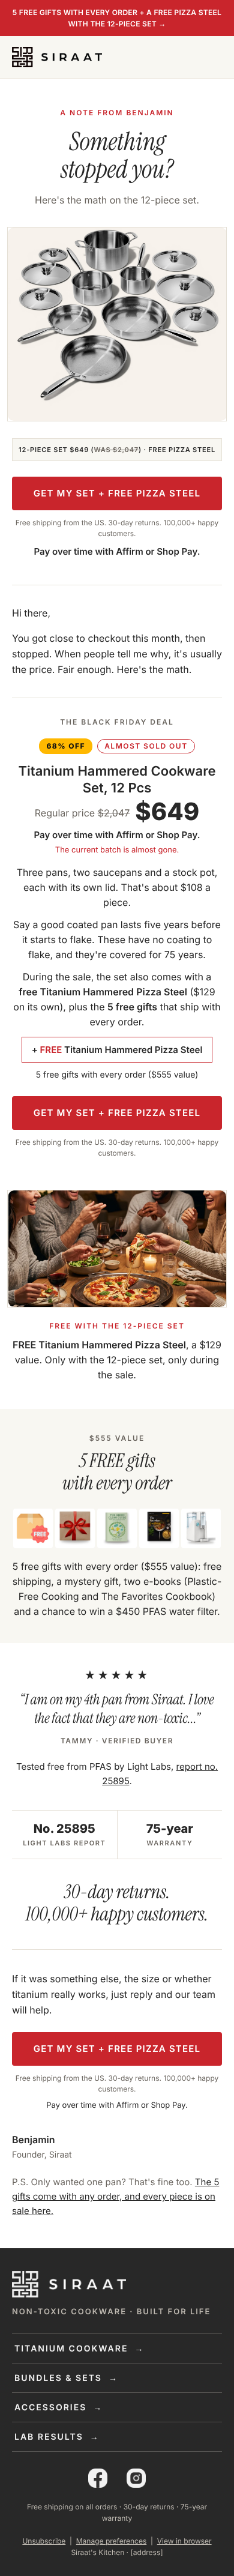 5 FREE GIFTS WITH EVERY ORDER + A FREE PIZZA STEEL
WITH THE 12-PIECE SET →
SIRAAT
A NOTE FROM BENJAMIN
Something
stopped you?
Here's the math on the 12-piece set.
12-PIECE SET $649 (WAS $2,047) · FREE PIZZA STEEL
GET MY SET + FREE PIZZA STEEL
Free shipping from the US. 30-day returns. 100,000+ happy
customers.
Pay over time with Affirm or Shop Pay.
Hi there,
You got close to checkout this month, then
stopped. When people tell me why, it's usually
the price. Fair enough. Here's the math.
THE BLACK FRIDAY DEAL
68% OFF
ALMOST SOLD OUT
Titanium Hammered Cookware
Set, 12 Pcs
Regular price $2,047 $649
Pay over time with Affirm or Shop Pay.
The current batch is almost gone.
Three pans, two saucepans and a stock pot,
each with its own lid. That's about $108 a
piece.
Say a good coated pan lasts five years before
it starts to flake. These have no coating to
flake, and they're covered for 75 years.
During the sale, the set also comes with a
free Titanium Hammered Pizza Steel ($129
on its own), plus the 5 free gifts that ship with
every order.
+ FREE Titanium Hammered Pizza Steel
5 free gifts with every order ($555 value)
GET MY SET + FREE PIZZA STEEL
Free shipping from the US. 30-day returns. 100,000+ happy
customers.
FREE WITH THE 12-PIECE SET
FREE Titanium Hammered Pizza Steel, a $129
value. Only with the 12-piece set, only during
the sale.
$555 VALUE
5 FREE gifts
with every order
FREE
5 free gifts with every order ($555 value): free
shipping, a mystery gift, two e-books (Plastic-
Free Cooking and The Favorites Cookbook)
and a chance to win a $450 PFAS water filter.
★★★★★
“I am on my 4th pan from Siraat. I love
the fact that they are non-toxic...”
TAMMY · VERIFIED BUYER
Tested free from PFAS by Light Labs, report no.
25895.
No. 25895
LIGHT LABS REPORT
75-year
WARRANTY
30-day returns.
100,000+ happy customers.
If it was something else, the size or whether
titanium really works, just reply and our team
will help.
GET MY SET + FREE PIZZA STEEL
Free shipping from the US. 30-day returns. 100,000+ happy
customers.
Pay over time with Affirm or Shop Pay.
Benjamin
Founder, Siraat
P.S. Only wanted one pan? That's fine too. The 5
gifts come with any order, and every piece is on
sale here.
SIRAAT
NON-TOXIC COOKWARE · BUILT FOR LIFE
TITANIUM COOKWARE →
BUNDLES & SETS →
ACCESSORIES →
LAB RESULTS →
Free shipping on all orders · 30-day returns · 75-year
warranty
Unsubscribe | Manage preferences | View in browser
Siraat's Kitchen · [address]